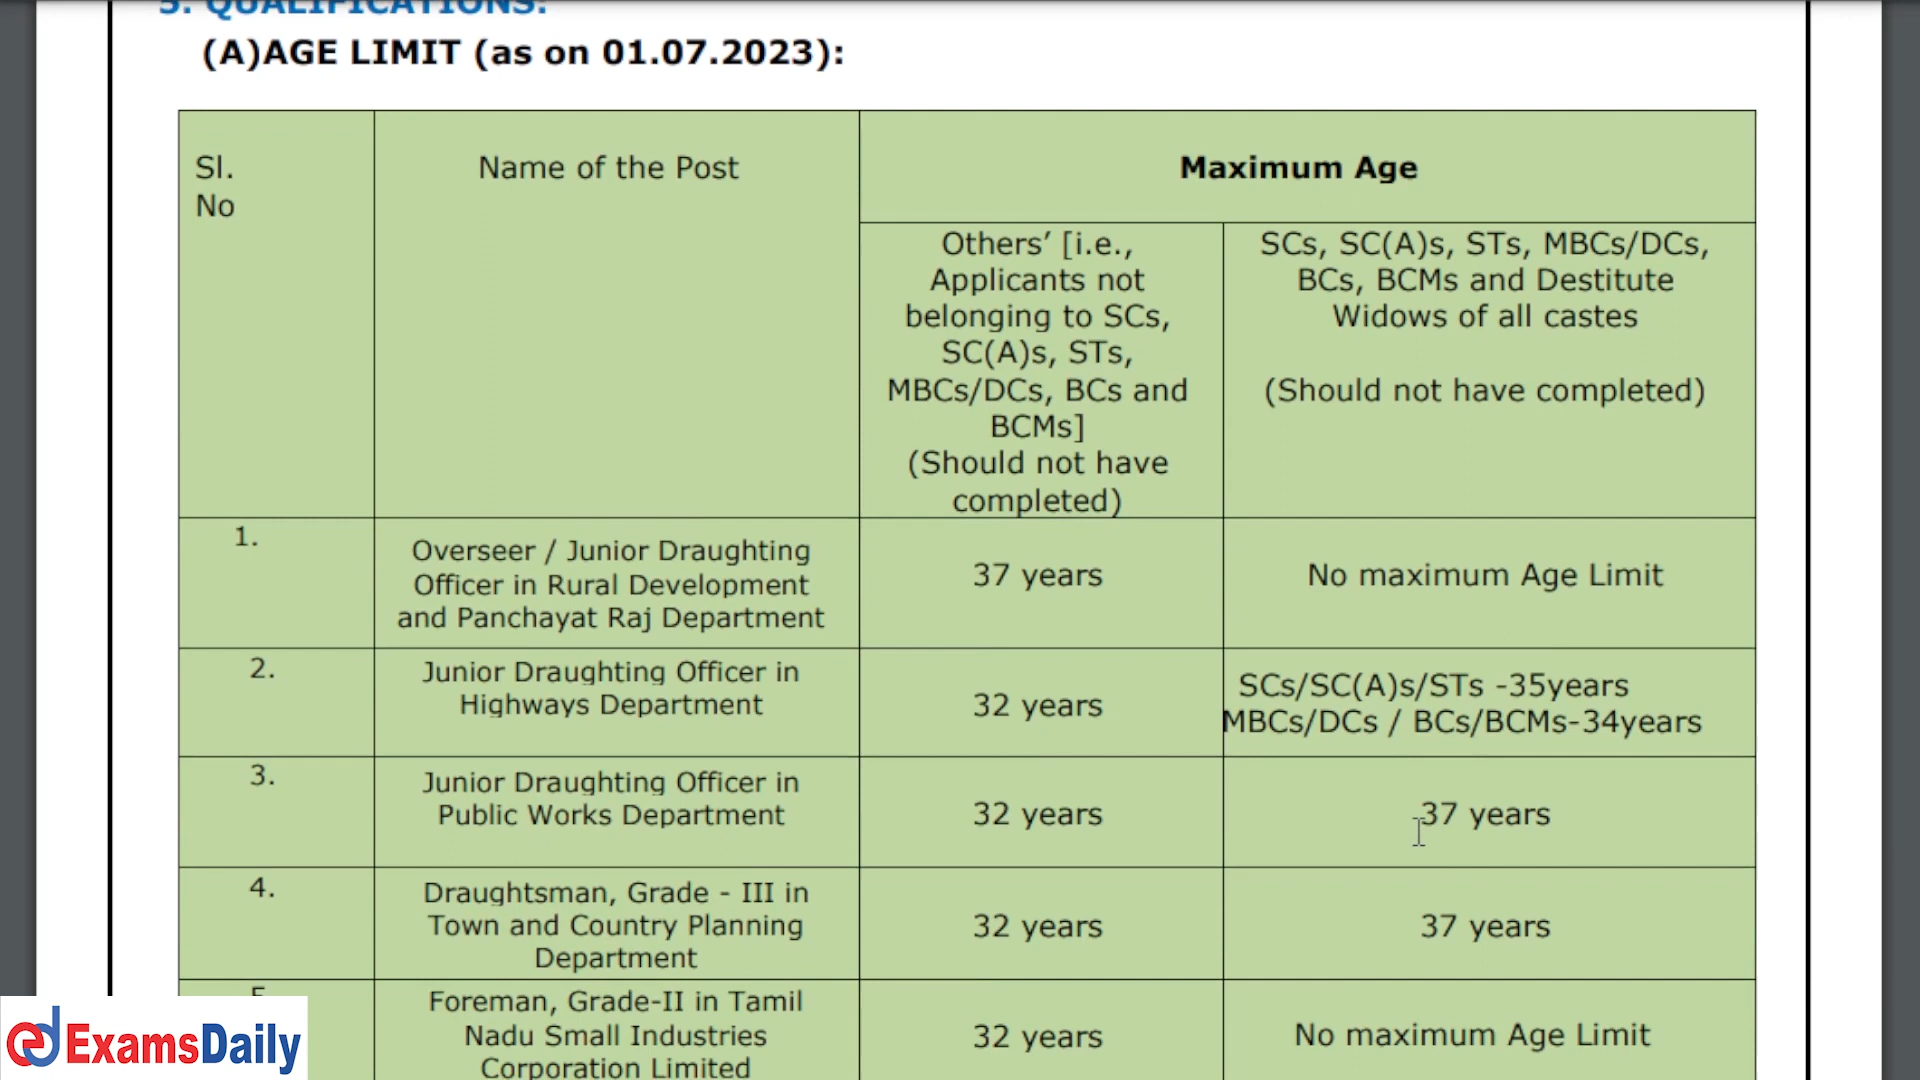 5. QUALIFICATIONS:
(A)AGE LIMIT (as on 01.07.2023):
Sl.
No
Name of the Post
Maximum Age
Others’ [i.e.,
Applicants not
belonging to SCs,
SC(A)s, STs,
MBCs/DCs, BCs and
BCMs]
(Should not have
completed)
SCs, SC(A)s, STs, MBCs/DCs,
BCs, BCMs and Destitute
Widows of all castes
(Should not have completed)
1.
Overseer / Junior Draughting
Officer in Rural Development
and Panchayat Raj Department
37 years
No maximum Age Limit
2.
Junior Draughting Officer in
Highways Department
32 years
SCs/SC(A)s/STs -35years
MBCs/DCs / BCs/BCMs-34years
3.
Junior Draughting Officer in
Public Works Department
32 years
37 years
4.
Draughtsman, Grade - III in
Town and Country Planning
Department
32 years
37 years
5.
Foreman, Grade-II in Tamil
Nadu Small Industries
Corporation Limited
32 years
No maximum Age Limit
ExamsDaily